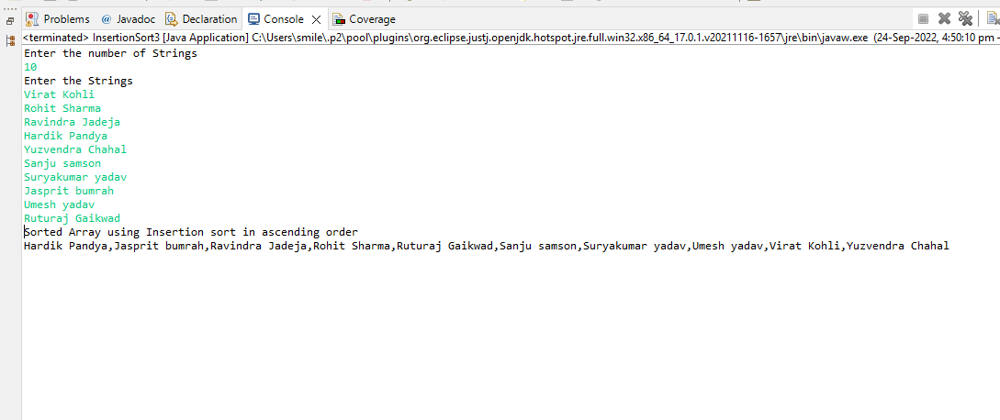 Problems @ Javadoc Declaration Console Coverage
<terminated> InsertionSort3 [Java Application] C:\Users\smile\.p2\pool\plugins\org.eclipse.justj.openjdk.hotspot.jre.full.win32.x86_64_17.0.1.v20211116-1657\jre\bin\javaw.exe (24-Sep-2022, 4:50:10 pm –
Enter the number of Strings
10
Enter the Strings
Virat Kohli
Rohit Sharma
Ravindra Jadeja
Hardik Pandya
Yuzvendra Chahal
Sanju samson
Suryakumar yadav
Jasprit bumrah
Umesh yadav
Ruturaj Gaikwad
Sorted Array using Insertion sort in ascending order
Hardik Pandya,Jasprit bumrah,Ravindra Jadeja,Rohit Sharma,Ruturaj Gaikwad,Sanju samson,Suryakumar yadav,Umesh yadav,Virat Kohli,Yuzvendra Chahal